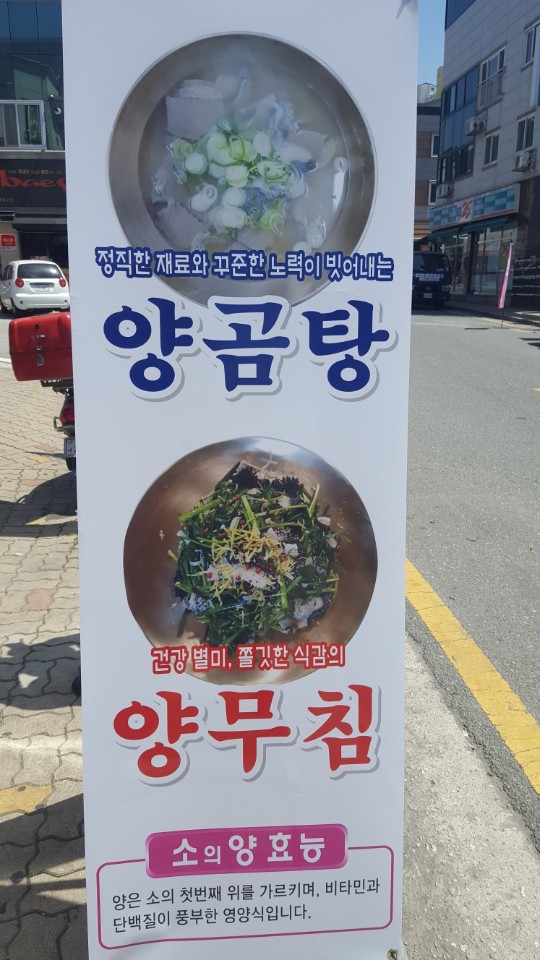 정직한 재료와 꾸준한 노력이 빚어내는
양곰탕
건강 별미, 쫄깃한 식감의
양무침
소의 양 효능
양은 소의 첫번째 위를 가르키며, 비타민과
단백질이 풍부한 영양식입니다.